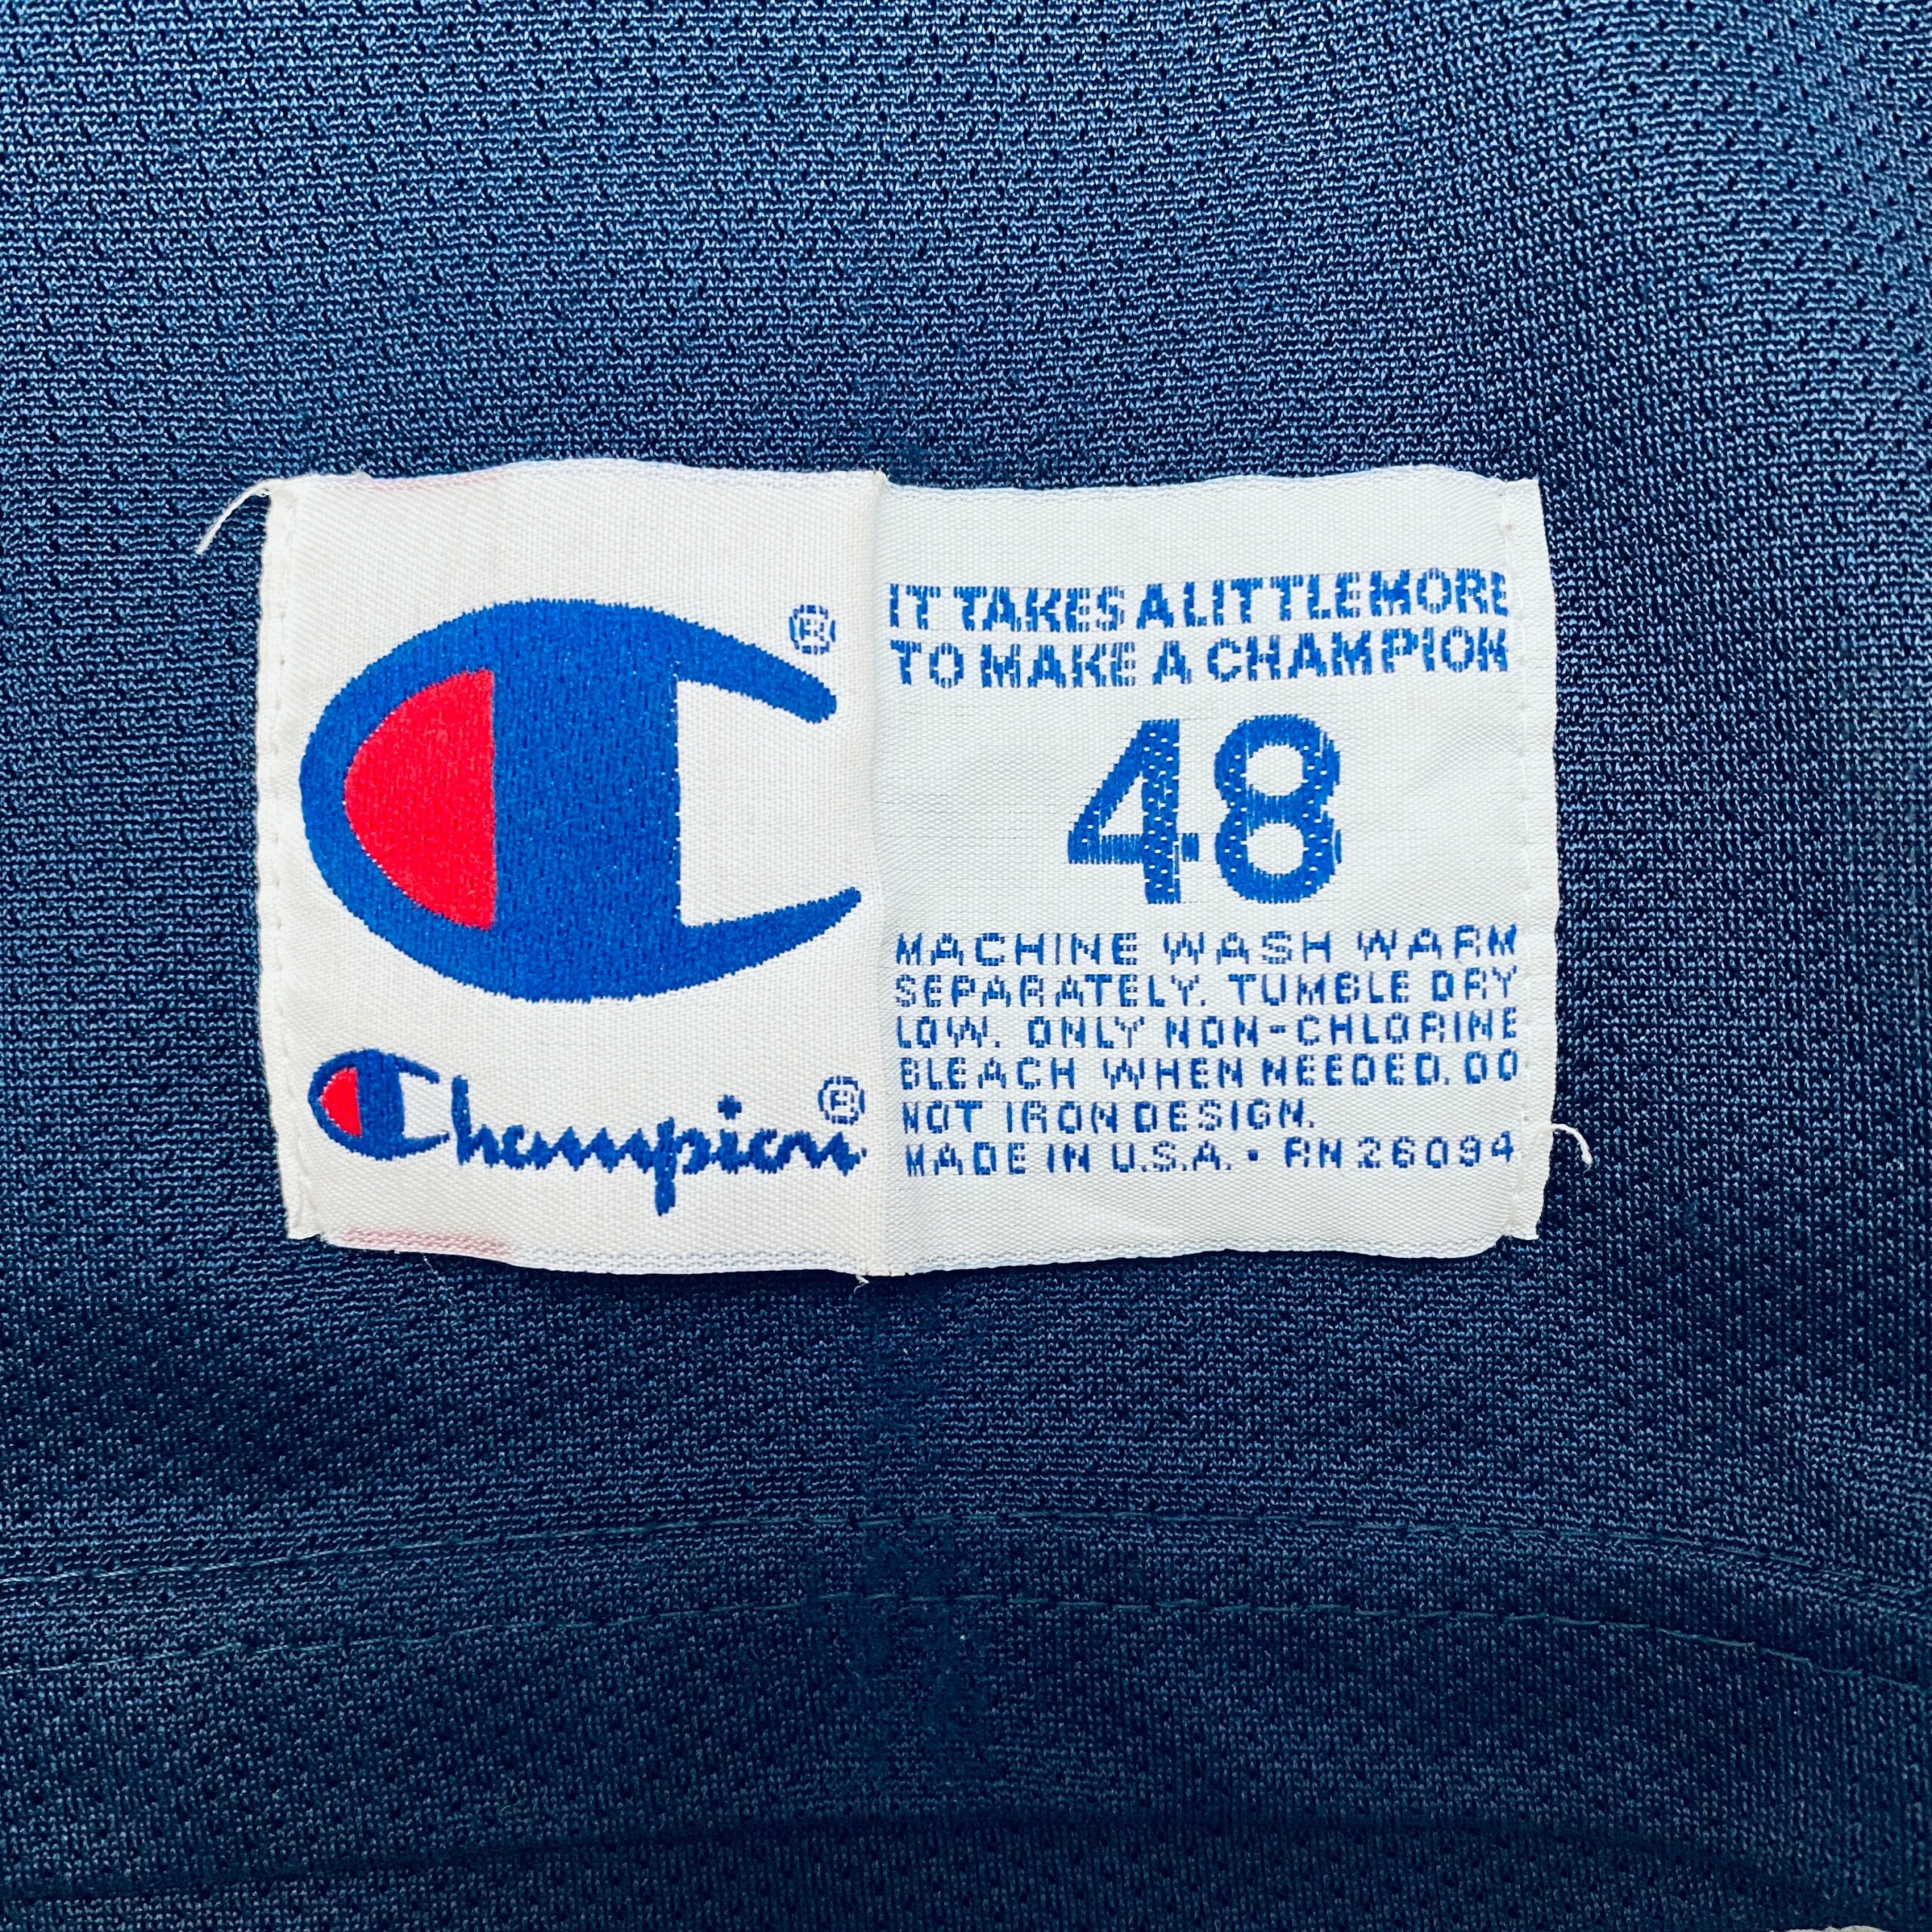 ®
Champion®
IT TAKES A LITTLE MORE
TO MAKE A CHAMPION
48
MACHINE WASH WARM
SEPARATELY. TUMBLE DRY
LOW. ONLY NON-CHLORINE
BLEACH WHEN NEEDED. DO
NOT IRON DESIGN.
MADE IN U.S.A. • RN 26094